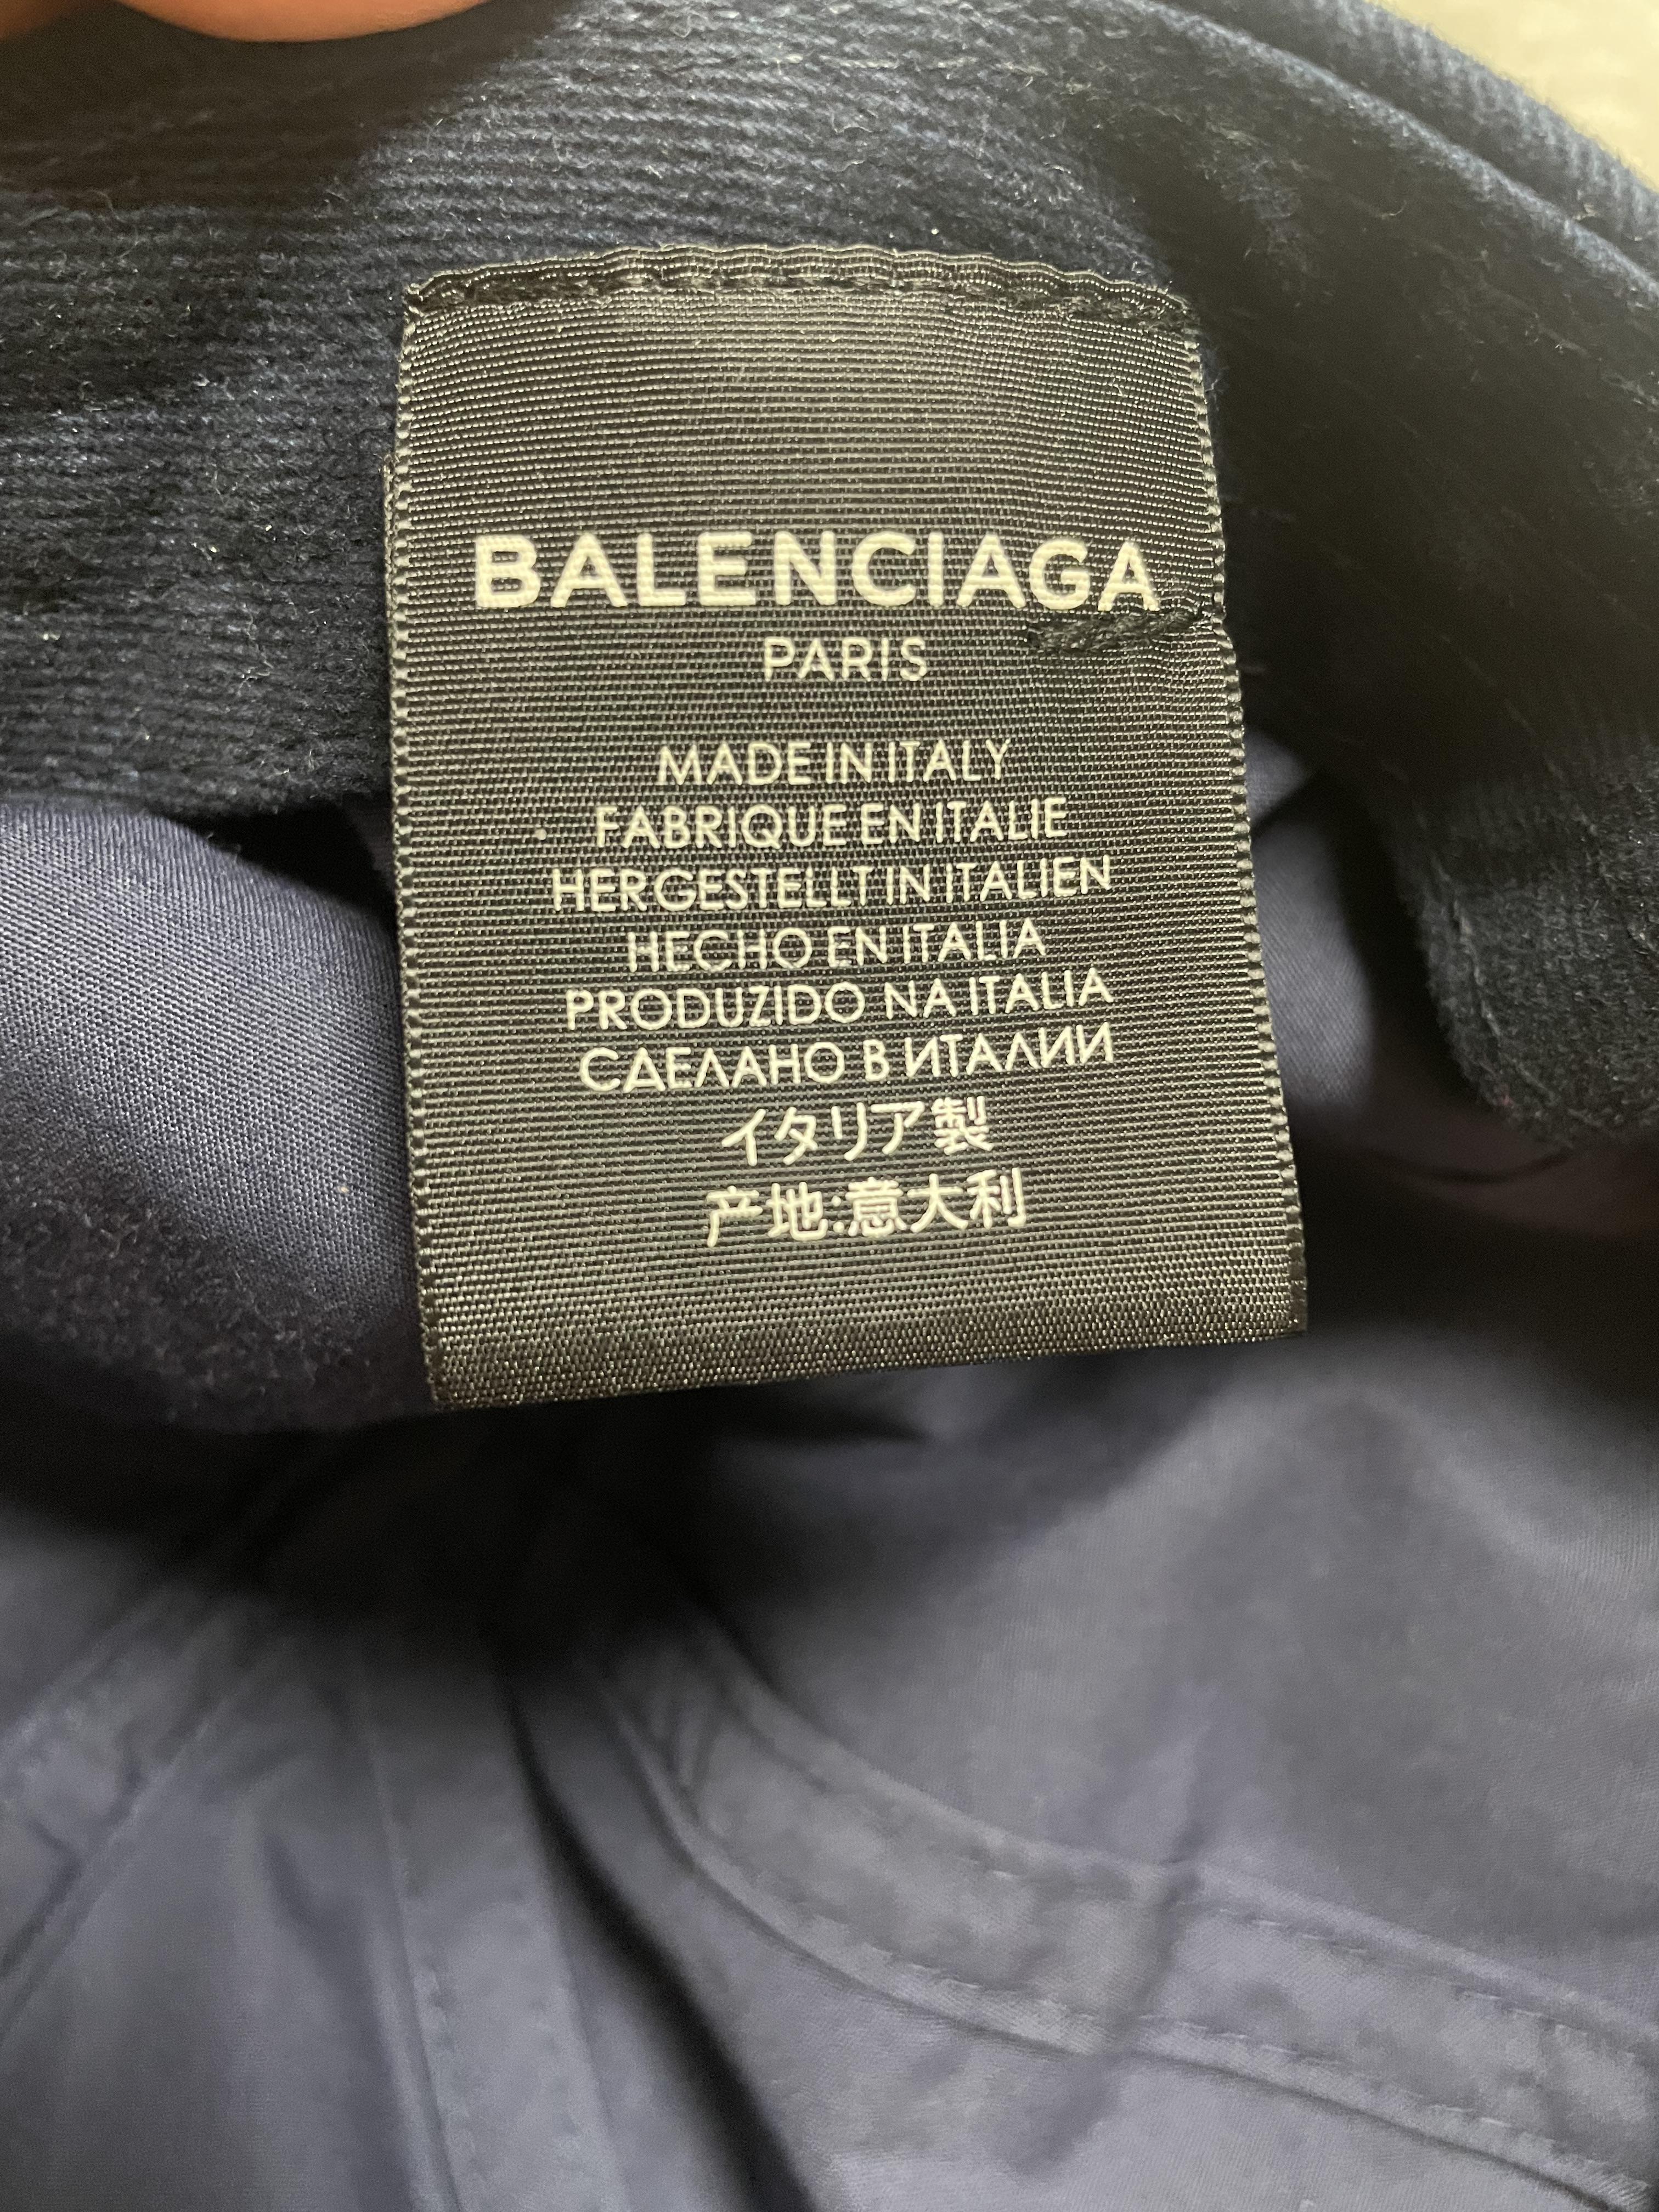 BALENCIAGA
PARIS
MADE IN ITALY
FABRIQUE EN ITALIE
HERGESTELLT IN ITALIEN
HECHO EN ITALIA
PRODUZIDO NA ITALIA
СДЕЛАНО В ИТАЛИИ
イタリア製
产地:意大利